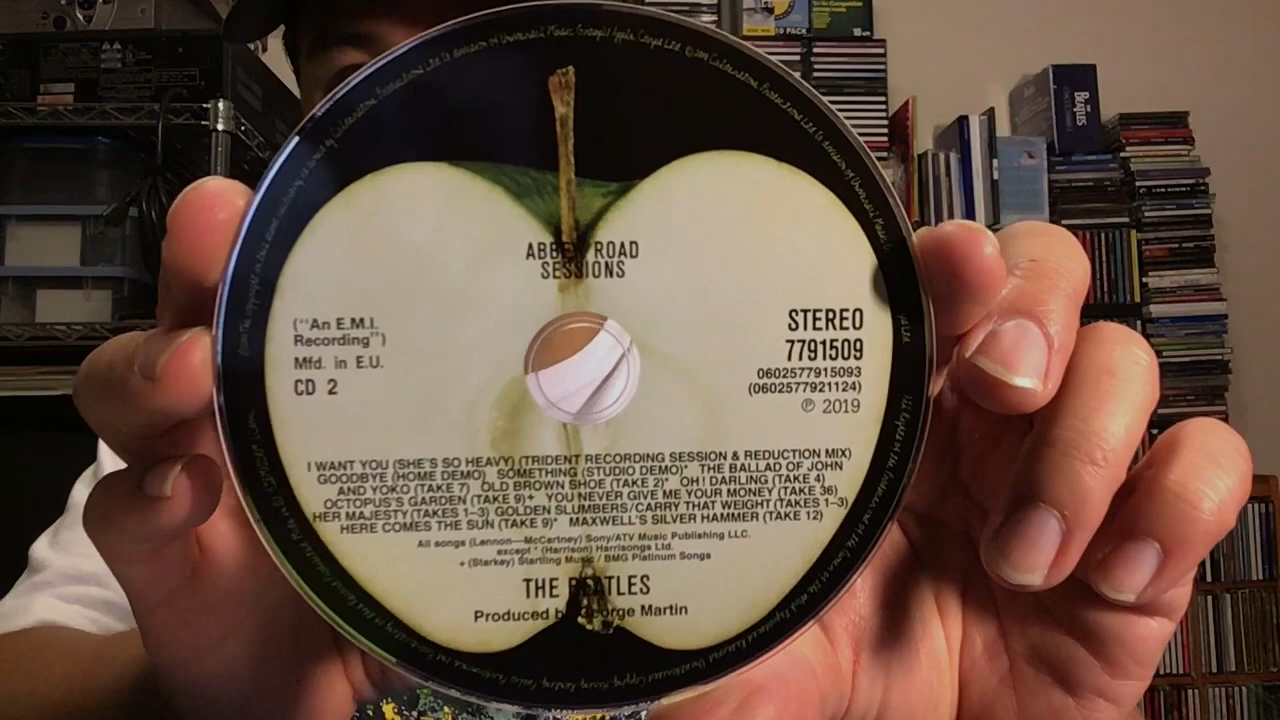 ABBEY ROAD
SESSIONS
("An E.M.I.
Recording")
Mfd. in E.U.
CD 2
STEREO
7791509
0602577915093
(0602577921124)
℗ 2019
I WANT YOU (SHE'S SO HEAVY) (TRIDENT RECORDING SESSION & REDUCTION MIX)
GOODBYE (HOME DEMO) SOMETHING (STUDIO DEMO)* THE BALLAD OF JOHN
AND YOKO (TAKE 7) OLD BROWN SHOE (TAKE 2)* OH! DARLING (TAKE 4)
OCTOPUS'S GARDEN (TAKE 9)+ YOU NEVER GIVE ME YOUR MONEY (TAKE 36)
HER MAJESTY (TAKES 1–3) GOLDEN SLUMBERS/CARRY THAT WEIGHT (TAKES 1–3)
HERE COMES THE SUN (TAKE 9)* MAXWELL'S SILVER HAMMER (TAKE 12)
All songs (Lennon—McCartney) Sony/ATV Music Publishing LLC.
except * (Harrison) Harrisongs Ltd.
+ (Starkey) Startling Music / BMG Platinum Songs
THE BEATLES
Produced by George Martin
BEATLES
10 PACK